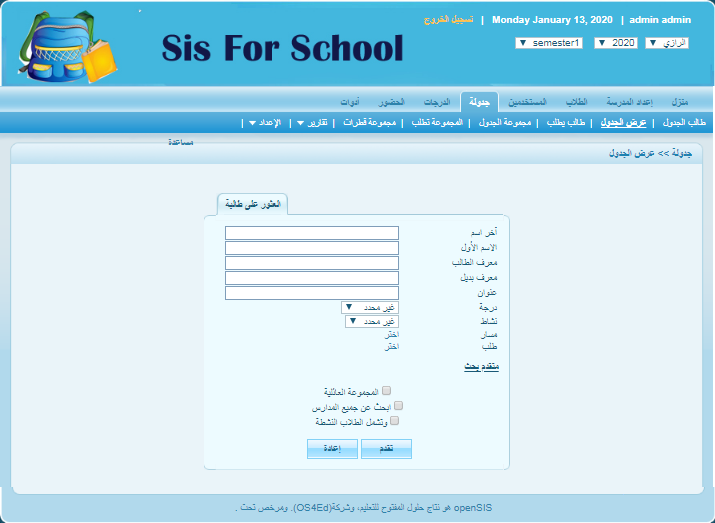 Sis For School
admin admin | Monday January 13, 2020 | تسجيل الخروج
الرازي 2020 semester1
منزل إعداد المدرسة الطلاب المستخدمين جدولة الدرجات الحضور أدوات
طالب الجدول | عرض الجدول | طالب يطلب | مجموعة الجدول | المجموعة تطلب | مجموعة قطرات | تقارير | الإعداد |
مساعدة
جدولة >> عرض الجدول
العثور على طالبة
آخر اسم
الاسم الأول
معرف الطالب
معرف بديل
عنوان
درجة غير محدد
نشاط غير محدد
مسار اختر
طلب اختر
متقدم بحث
المجموعة العائلية
ابحث عن جميع المدارس
وتشمل الطلاب النشطة
تقدم إعادة
openSIS هو نتاج حلول المفتوح للتعليم، وشركة(OS4Ed). ومرخص تحت .